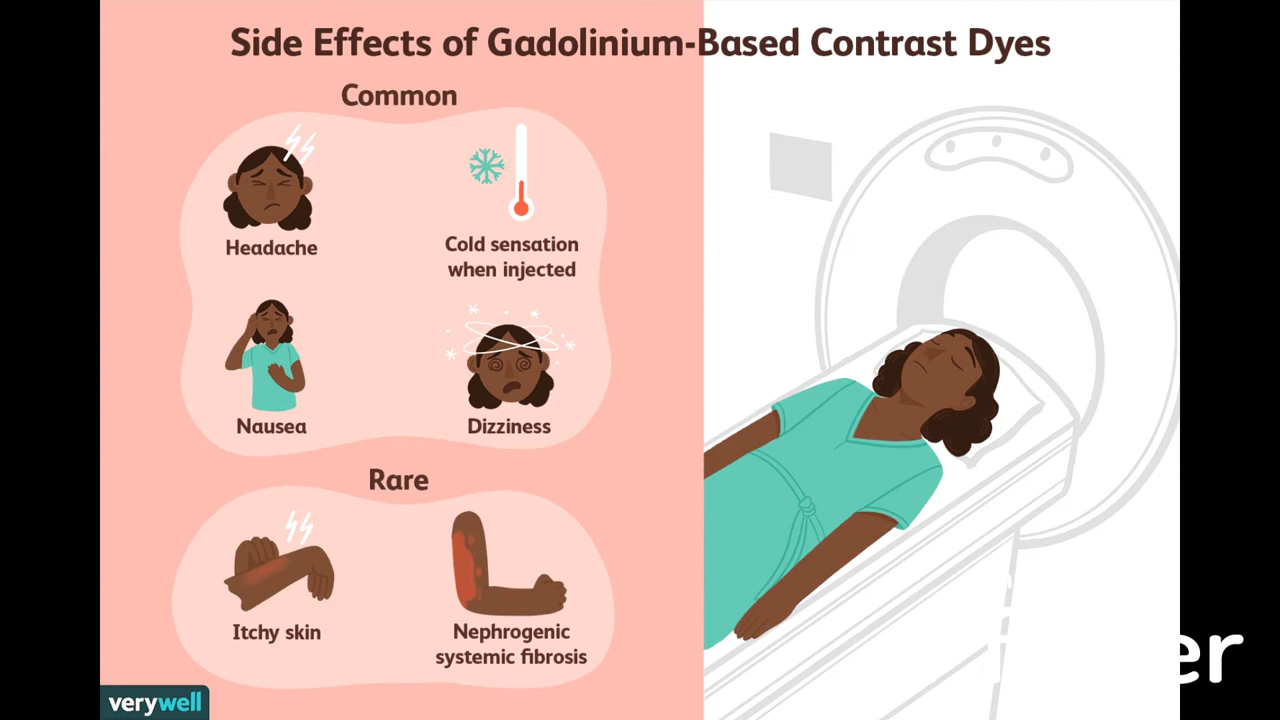 Side Effects of Gadolinium-Based Contrast Dyes
Common
Headache
Cold sensation
when injected
Nausea
Dizziness
Rare
Itchy skin
Nephrogenic
systemic fibrosis
verywell